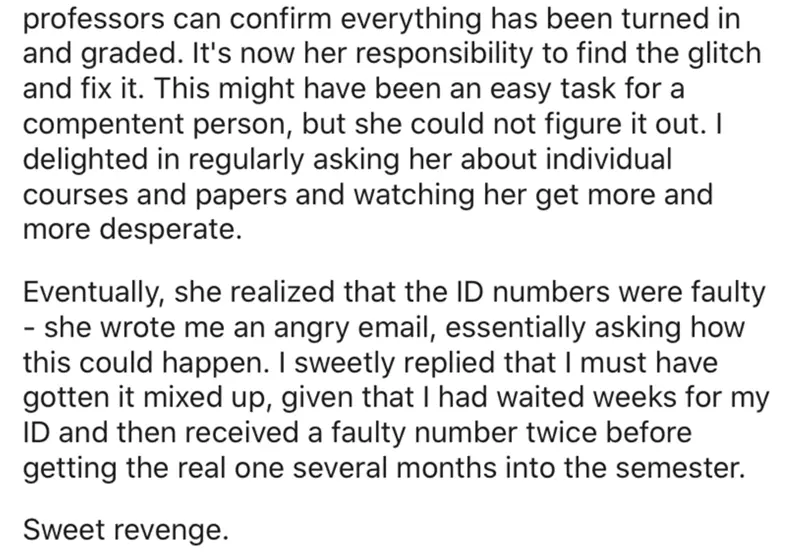 professors can confirm everything has been turned in
and graded. It's now her responsibility to find the glitch
and fix it. This might have been an easy task for a
compentent person, but she could not figure it out. I
delighted in regularly asking her about individual
courses and papers and watching her get more and
more desperate.
Eventually, she realized that the ID numbers were faulty
- she wrote me an angry email, essentially asking how
this could happen. I sweetly replied that I must have
gotten it mixed up, given that I had waited weeks for my
ID and then received a faulty number twice before
getting the real one several months into the semester.
Sweet revenge.